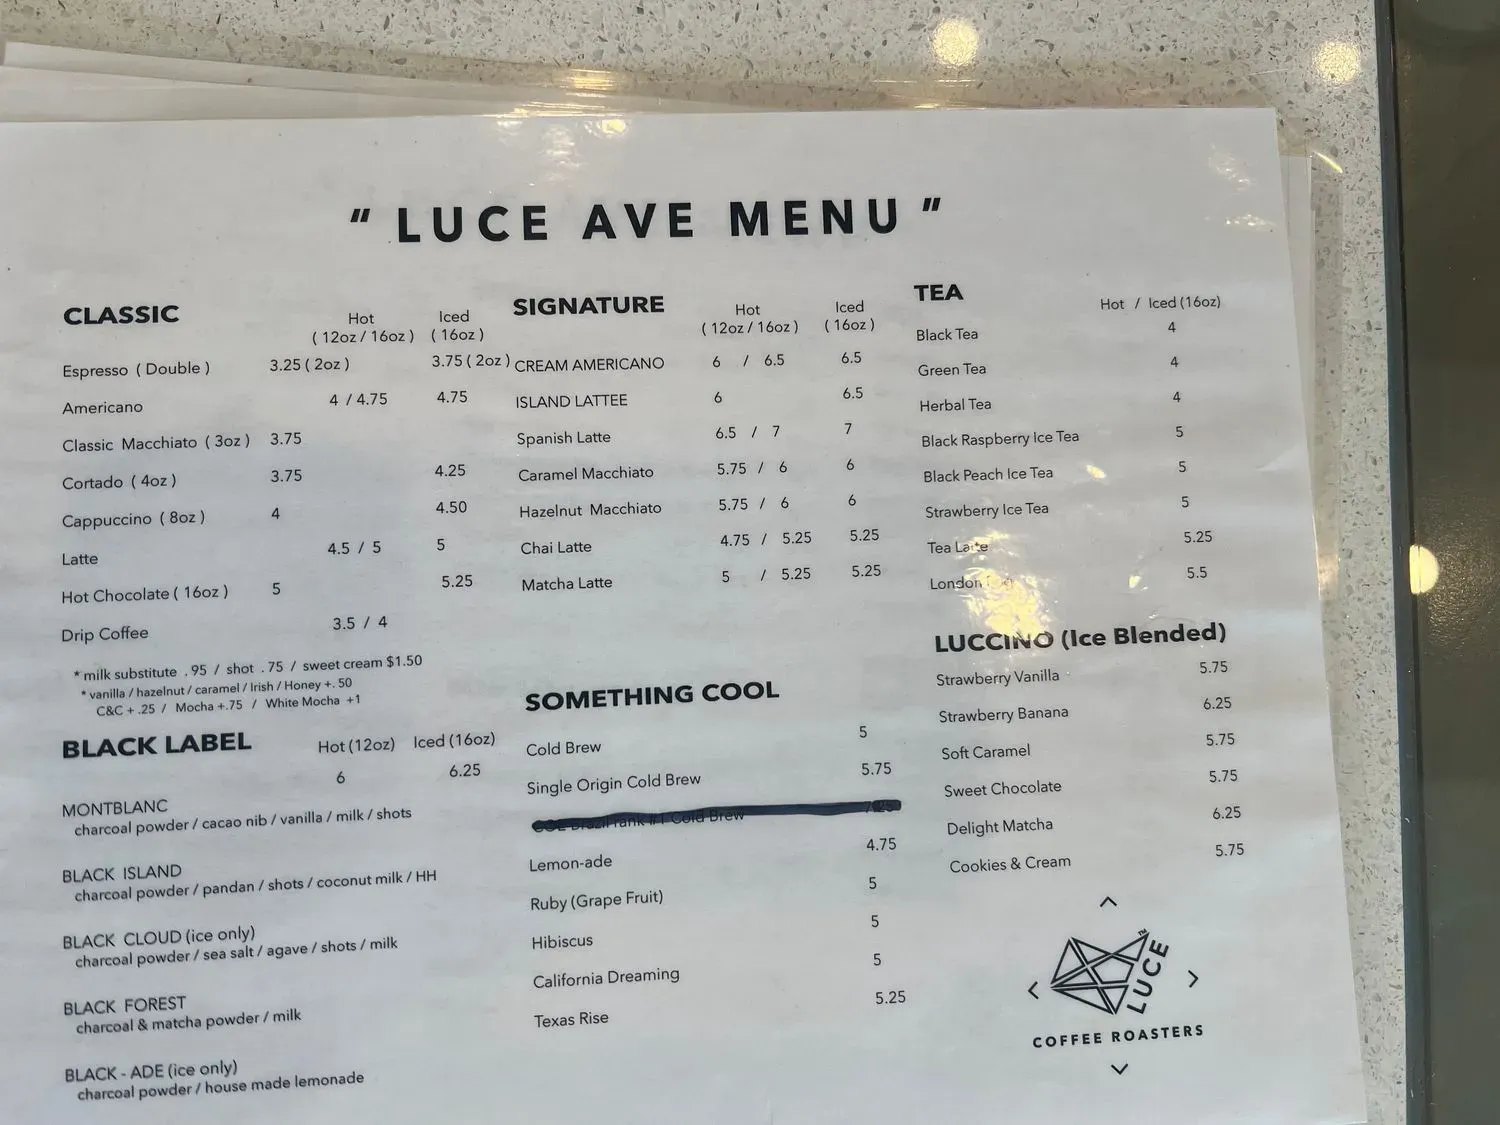 " LUCE AVE MENU "
CLASSIC
Hot Iced
( 12oz / 16oz ) ( 16oz )
Espresso ( Double ) 3.25 ( 2oz ) 3.75 ( 2oz )
Americano 4 / 4.75 4.75
Classic Macchiato ( 3oz ) 3.75
Cortado ( 4oz ) 3.75 4.25
Cappuccino ( 8oz ) 4 4.50
Latte 4.5 / 5 5
Hot Chocolate ( 16oz ) 5 5.25
Drip Coffee 3.5 / 4
* milk substitute .95 / shot .75 / sweet cream $1.50
* vanilla / hazelnut / caramel / Irish / Honey +.50
C&C + .25 / Mocha +.75 / White Mocha +1
BLACK LABEL Hot (12oz) Iced (16oz)
6 6.25
MONTBLANC
charcoal powder / cacao nib / vanilla / milk / shots
BLACK ISLAND
charcoal powder / pandan / shots / coconut milk / HH
BLACK CLOUD (ice only)
charcoal powder / sea salt / agave / shots / milk
BLACK FOREST
charcoal & matcha powder / milk
BLACK - ADE (ice only)
charcoal powder / house made lemonade
SIGNATURE
Hot Iced
( 12oz / 16oz ) ( 16oz )
CREAM AMERICANO 6 / 6.5 6.5
ISLAND LATTEE 6 6.5
Spanish Latte 6.5 / 7 7
Caramel Macchiato 5.75 / 6 6
Hazelnut Macchiato 5.75 / 6 6
Chai Latte 4.75 / 5.25 5.25
Matcha Latte 5 / 5.25 5.25
SOMETHING COOL
Cold Brew 5
Single Origin Cold Brew 5.75
Brazil rank #1 Cold Brew
Lemon-ade 4.75
Ruby (Grape Fruit) 5
Hibiscus 5
California Dreaming 5
Texas Rise 5.25
TEA
Hot / Iced (16oz)
Black Tea 4
Green Tea 4
Herbal Tea 4
Black Raspberry Ice Tea 5
Black Peach Ice Tea 5
Strawberry Ice Tea 5
Tea Latte 5.25
London 5.5
LUCCINO (Ice Blended)
Strawberry Vanilla 5.75
Strawberry Banana 6.25
Soft Caramel 5.75
Sweet Chocolate 5.75
Delight Matcha 6.25
Cookies & Cream 5.75
LUCE
TM
COFFEE ROASTERS